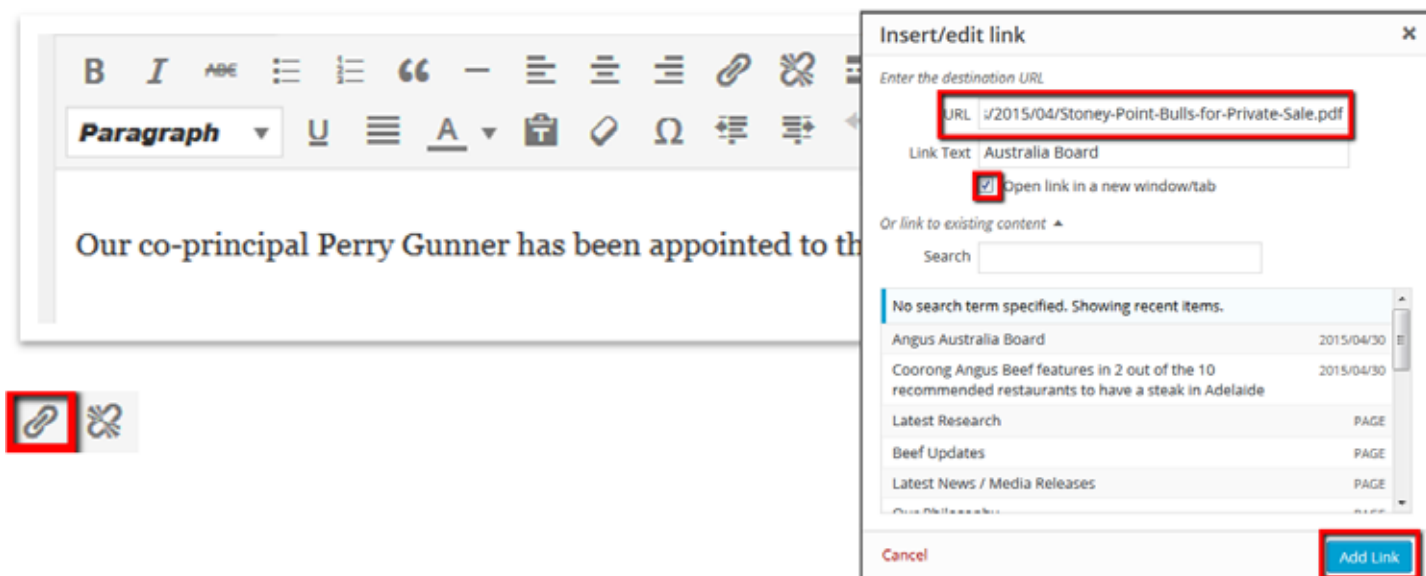 B I ABE
Paragraph U A T Ω
Our co-principal Perry Gunner has been appointed to th
Insert/edit link
Enter the destination URL
URL :/2015/04/Stoney-Point-Bulls-for-Private-Sale.pdf
Link Text Australia Board
Open link in a new window/tab
Or link to existing content
Search
No search term specified. Showing recent items.
Angus Australia Board 2015/04/30
Coorong Angus Beef features in 2 out of the 10 2015/04/30
recommended restaurants to have a steak in Adelaide
Latest Research PAGE
Beef Updates PAGE
Latest News / Media Releases PAGE
Cancel Add Link